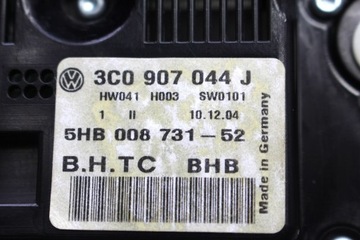 3C0 907 044 J
HW041 H003 SW0101
1 II 10.12.04
5HB 008 731-52
B.H.TC BHB
Made in Germany